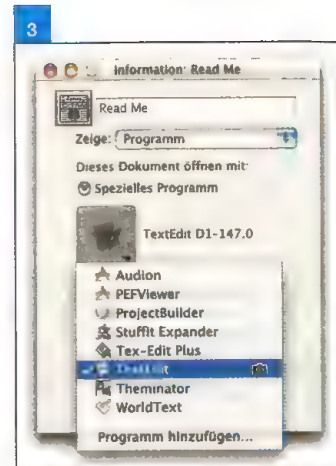 3
Information: Read Me
Read Me
Zeige: Programm
Dieses Dokument öffnen mit:
Spezielles Programm
TextEdit D1-147.0
Audion
PEFViewer
ProjectBuilder
StuffIt Expander
Tex-Edit Plus
TextEdit
Theminator
WorldText
Programm hinzufügen...